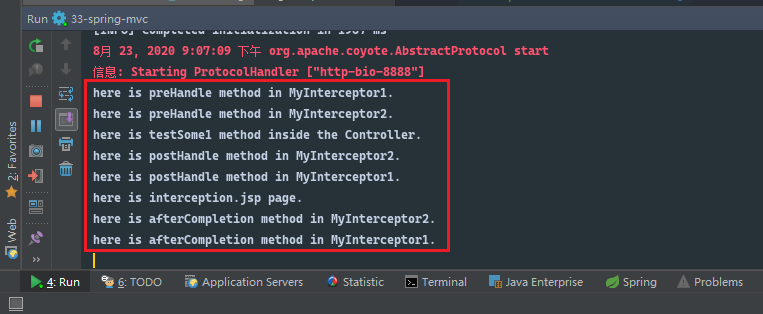 Run 33-spring-mvc
[INFO] Completed initialization in 1967 ms
8月 23, 2020 9:07:09 下午 org.apache.coyote.AbstractProtocol start
信息: Starting ProtocolHandler ["http-bio-8888"]
here is preHandle method in MyInterceptor1.
here is preHandle method in MyInterceptor2.
here is testSome1 method inside the Controller.
here is postHandle method in MyInterceptor2.
here is postHandle method in MyInterceptor1.
here is interception.jsp page.
here is afterCompletion method in MyInterceptor2.
here is afterCompletion method in MyInterceptor1.
2: Favorites
Web
4: Run 6: TODO Application Servers Statistic Terminal Java Enterprise Spring Problems